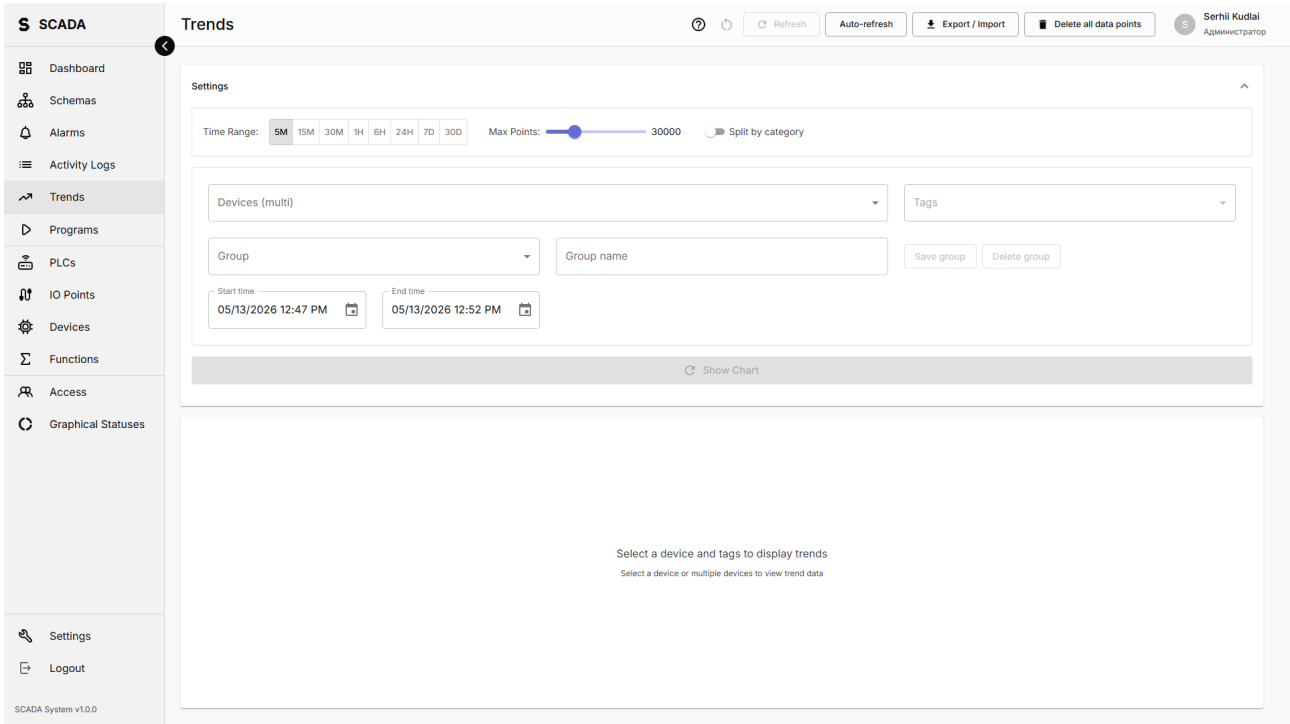 S SCADA
Trends
Refresh
Auto-refresh
Export / Import
Delete all data points
S
Serhii Kudlai
Администратор
Dashboard
Schemas
Alarms
Activity Logs
Trends
Programs
PLCs
IO Points
Devices
Functions
Access
Graphical Statuses
Settings
Logout
SCADA System v1.0.0
Settings
Time Range: 5M 15M 30M 1H 6H 24H 7D 30D Max Points: 30000 Split by category
Devices (multi) Tags
Group Group name Save group Delete group
Start time End time
05/13/2026 12:47 PM 05/13/2026 12:52 PM
Show Chart
Select a device and tags to display trends
Select a device or multiple devices to view trend data